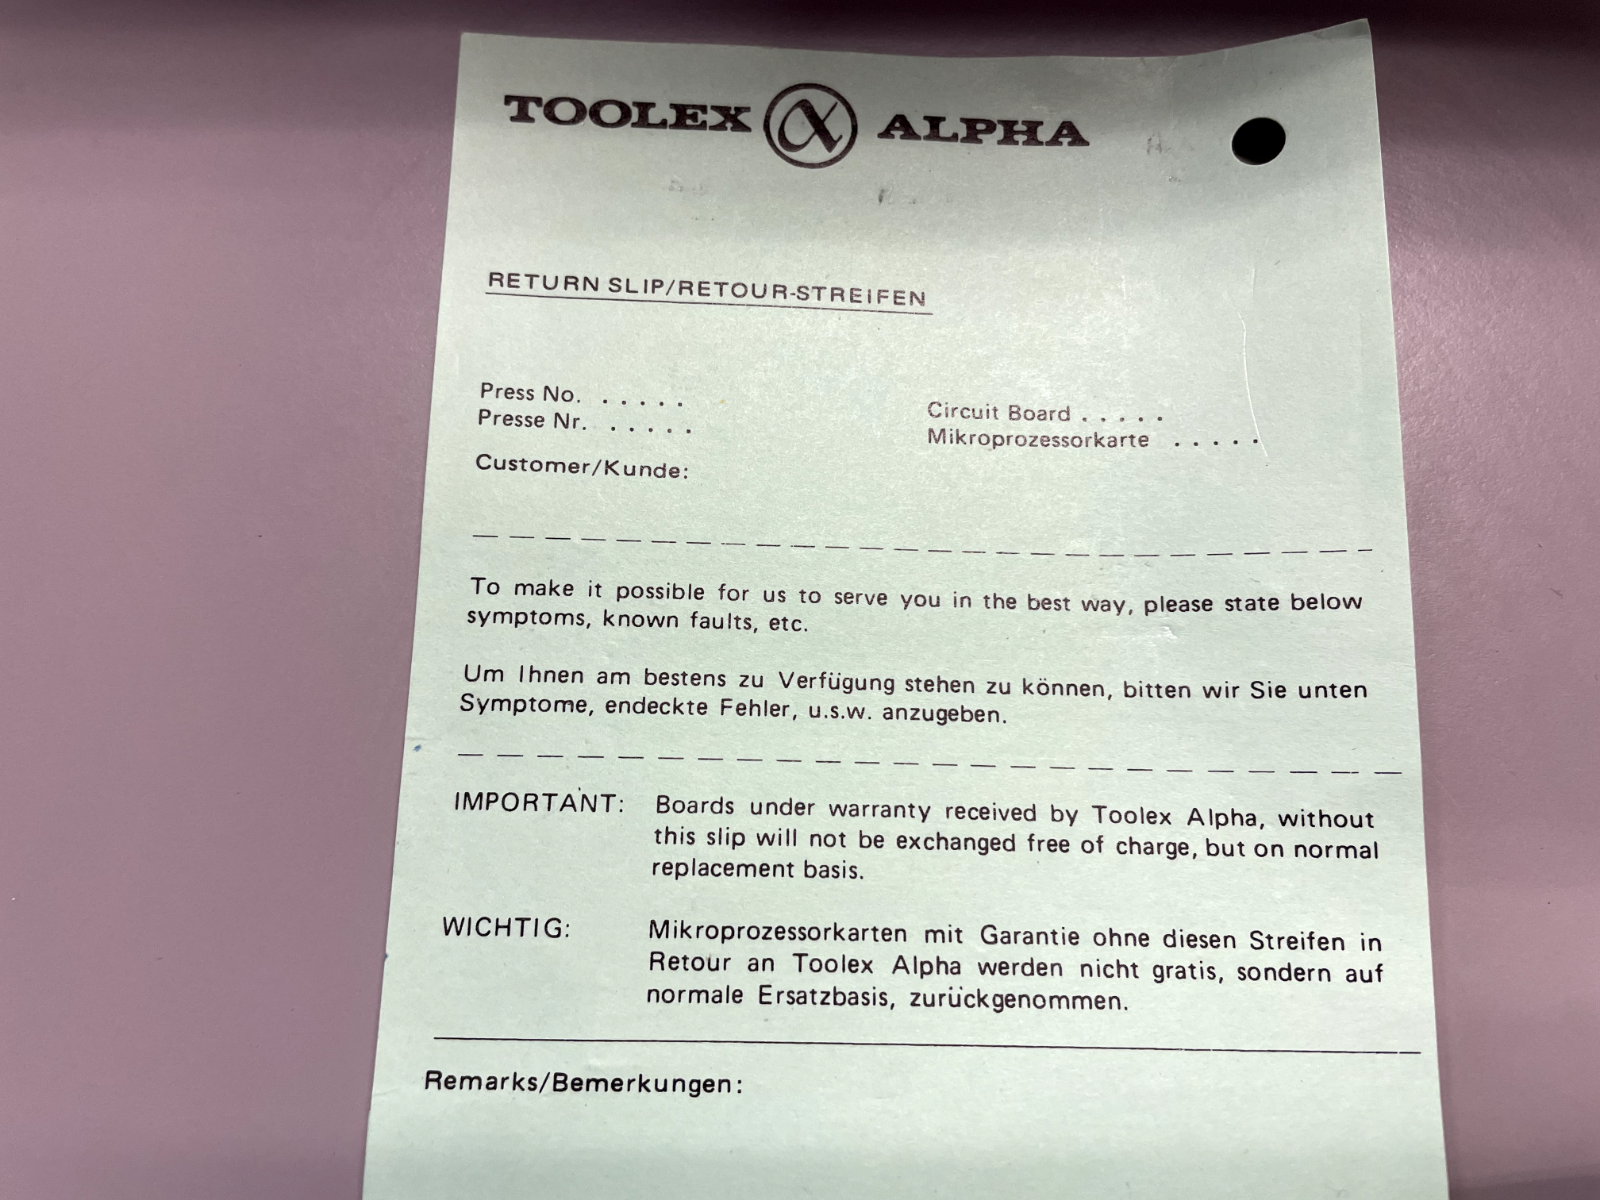 TOOLEX α ALPHA
RETURN SLIP/RETOUR-STREIFEN
Press No. . . . . .
Presse Nr. . . . . .
Circuit Board . . . . .
Mikroprozessorkarte . . . . .
Customer/Kunde:
To make it possible for us to serve you in the best way, please state below
symptoms, known faults, etc.
Um Ihnen am bestens zu Verfügung stehen zu können, bitten wir Sie unten
Symptome, endeckte Fehler, u.s.w. anzugeben.
IMPORTANT: Boards under warranty received by Toolex Alpha, without
this slip will not be exchanged free of charge, but on normal
replacement basis.
WICHTIG: Mikroprozessorkarten mit Garantie ohne diesen Streifen in
Retour an Toolex Alpha werden nicht gratis, sondern auf
normale Ersatzbasis, zurückgenommen.
Remarks/Bemerkungen: